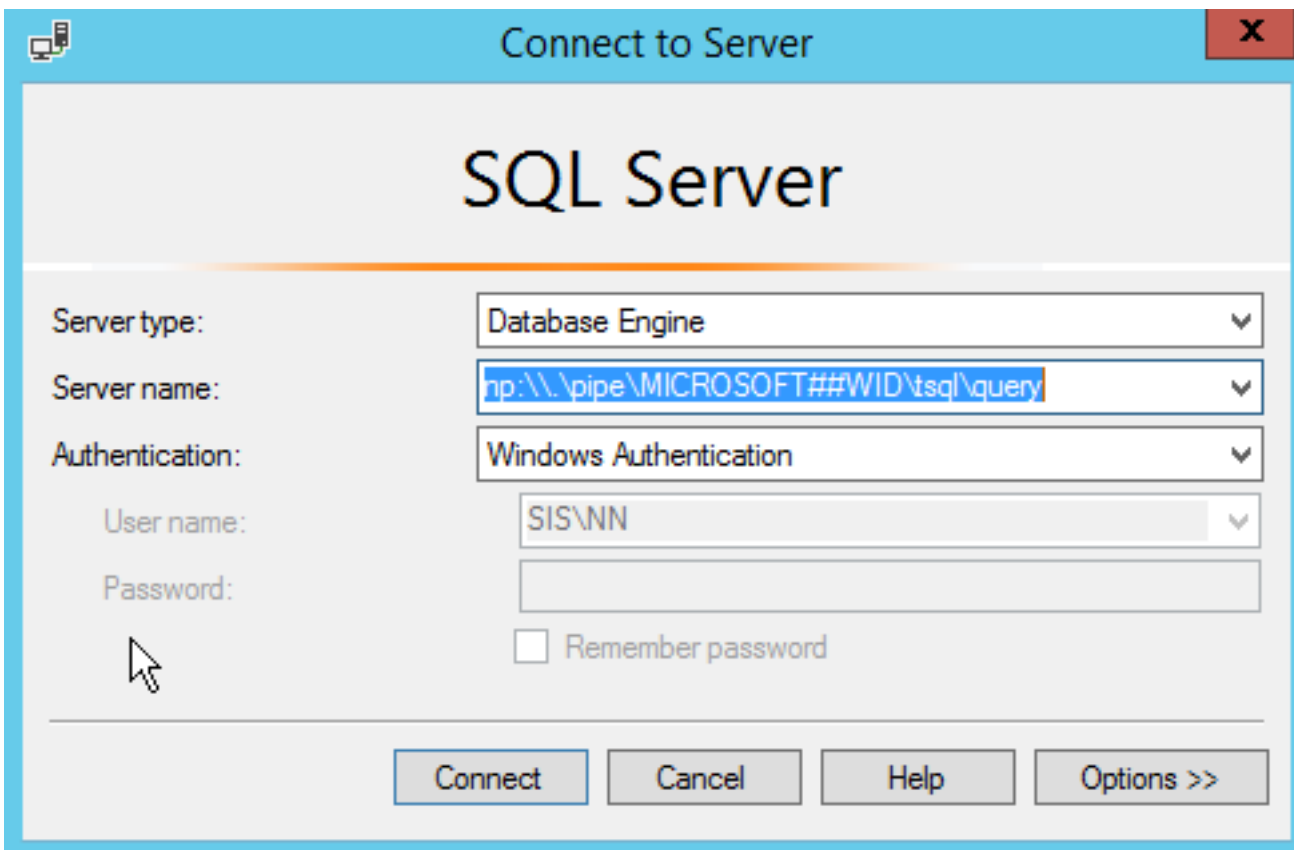 Connect to Server
x
SQL Server
Server type: Database Engine
Server name: np:\\.\pipe\MICROSOFT##WID\tsql\query
Authentication: Windows Authentication
User name: SIS\NN
Password:
Remember password
Connect Cancel Help Options >>